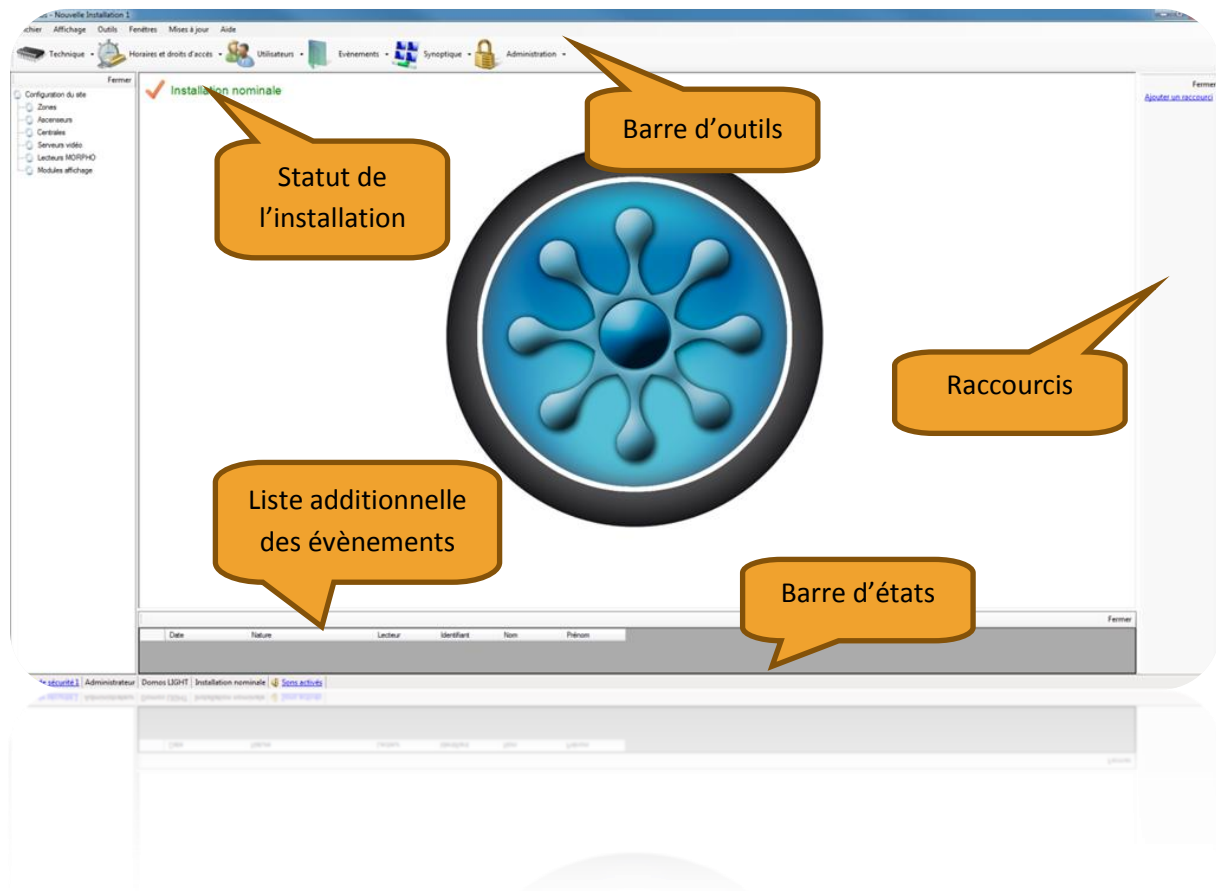 - Nouvelle Installation 1
Affichage Outils Fenêtres Mises à jour Aide
Technique Horaires et droits d'accès Utilisateurs Evènements Synoptique Administration
Fermer
Configuration du site
Zones
Ascenseurs
Centrales
Serveurs vidéo
Lecteurs MORPHO
Modules affichage
Installation nominale
Fermer
Ajouter un raccourci
Barre d'outils
Statut de
l'installation
Raccourcis
Liste additionnelle
des évènements
Barre d'états
Fermer
Date Nature Lecteur Identifiant Nom Prénom
de sécurité 1 Administrateur Domos LIGHT Installation nominale Sons activés